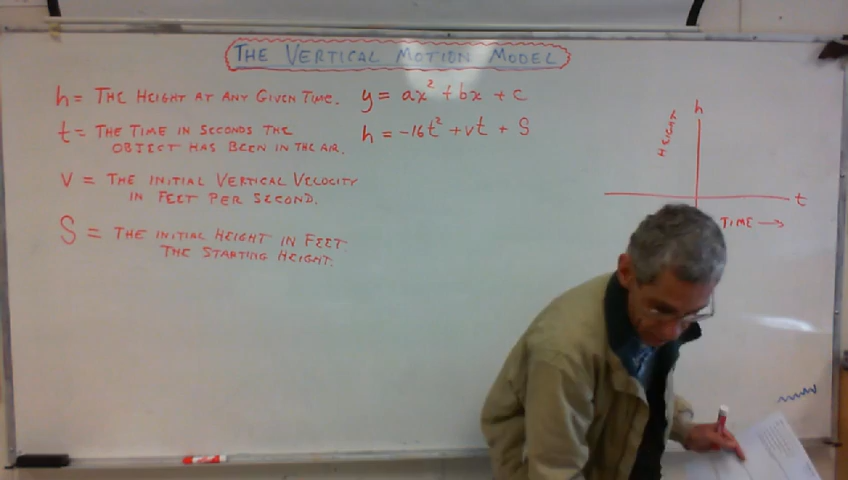 THE VERTICAL MOTION MODEL
h = THE HEIGHT AT ANY GIVEN TIME.
t = THE TIME IN SECONDS THE
OBJECT HAS BEEN IN THE AIR.
V = THE INITIAL VERTICAL VELOCITY
IN FEET PER SECOND.
S = THE INITIAL HEIGHT IN FEET.
THE STARTING HEIGHT.
y = ax² + bx + c
h = -16t² + vt + S
h
HEIGHT
t
TIME →